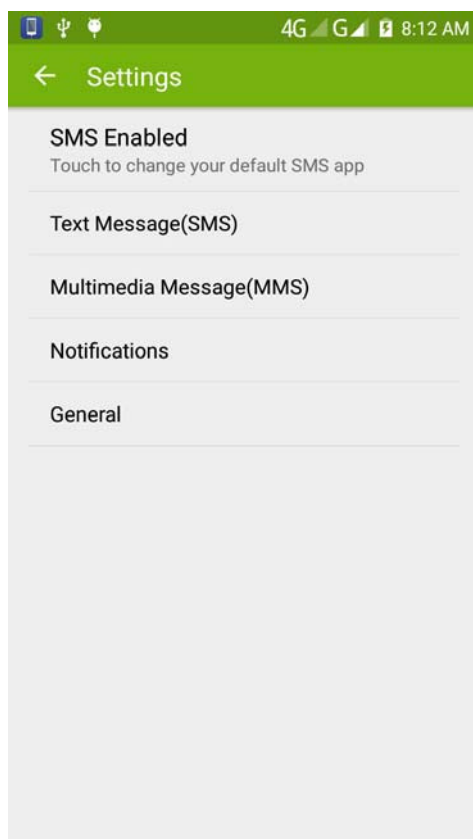 4G G 8:12 AM
Settings
SMS Enabled
Touch to change your default SMS app
Text Message(SMS)
Multimedia Message(MMS)
Notifications
General